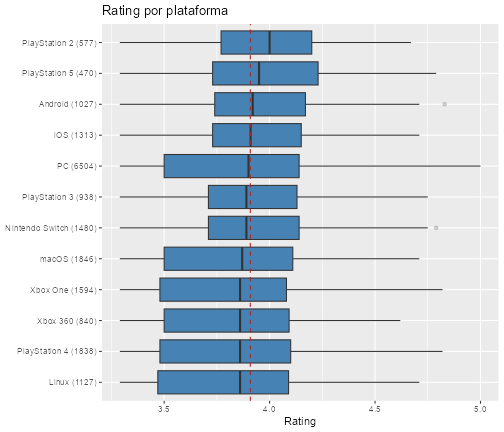 Rating por plataforma
PlayStation 2 (577)
PlayStation 5 (470)
Android (1027)
iOS (1313)
PC (6504)
PlayStation 3 (938)
Nintendo Switch (1480)
macOS (1846)
Xbox One (1594)
Xbox 360 (840)
PlayStation 4 (1838)
Linux (1127)
3.5 4.0 4.5 5.0
Rating